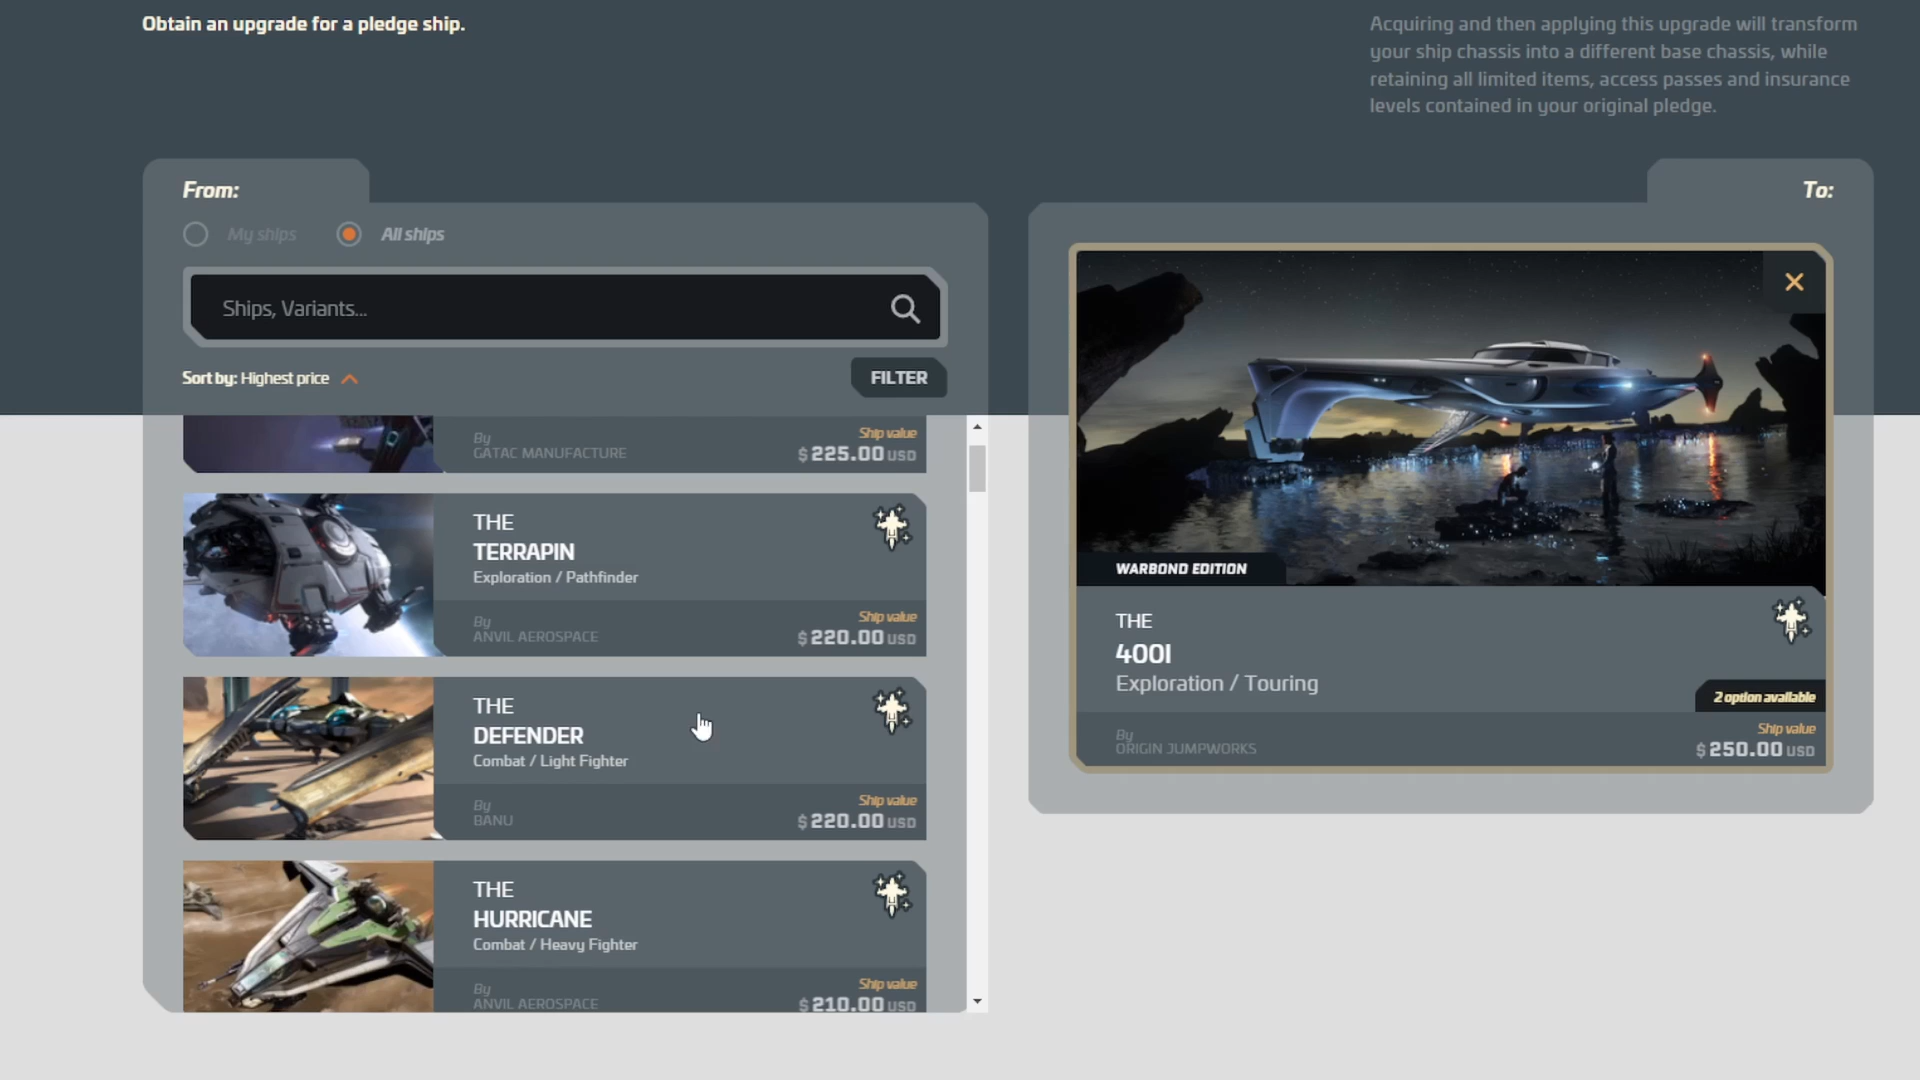 Obtain an upgrade for a pledge ship.
Acquiring and then applying this upgrade will transform
your ship chassis into a different base chassis, while
retaining all limited items, access passes and insurance
levels contained in your original pledge.
From:
My ships
All ships
Ships, Variants...
Sort by: Highest price
FILTER
By
GATAC MANUFACTURE
Ship value
$225.00 USD
THE
TERRAPIN
Exploration / Pathfinder
By
ANVIL AEROSPACE
Ship value
$220.00 USD
THE
DEFENDER
Combat / Light Fighter
By
BANU
Ship value
$220.00 USD
THE
HURRICANE
Combat / Heavy Fighter
By
ANVIL AEROSPACE
Ship value
$210.00 USD
To:
WARBOND EDITION
THE
400I
Exploration / Touring
2 option available
By
ORIGIN JUMPWORKS
Ship value
$250.00 USD